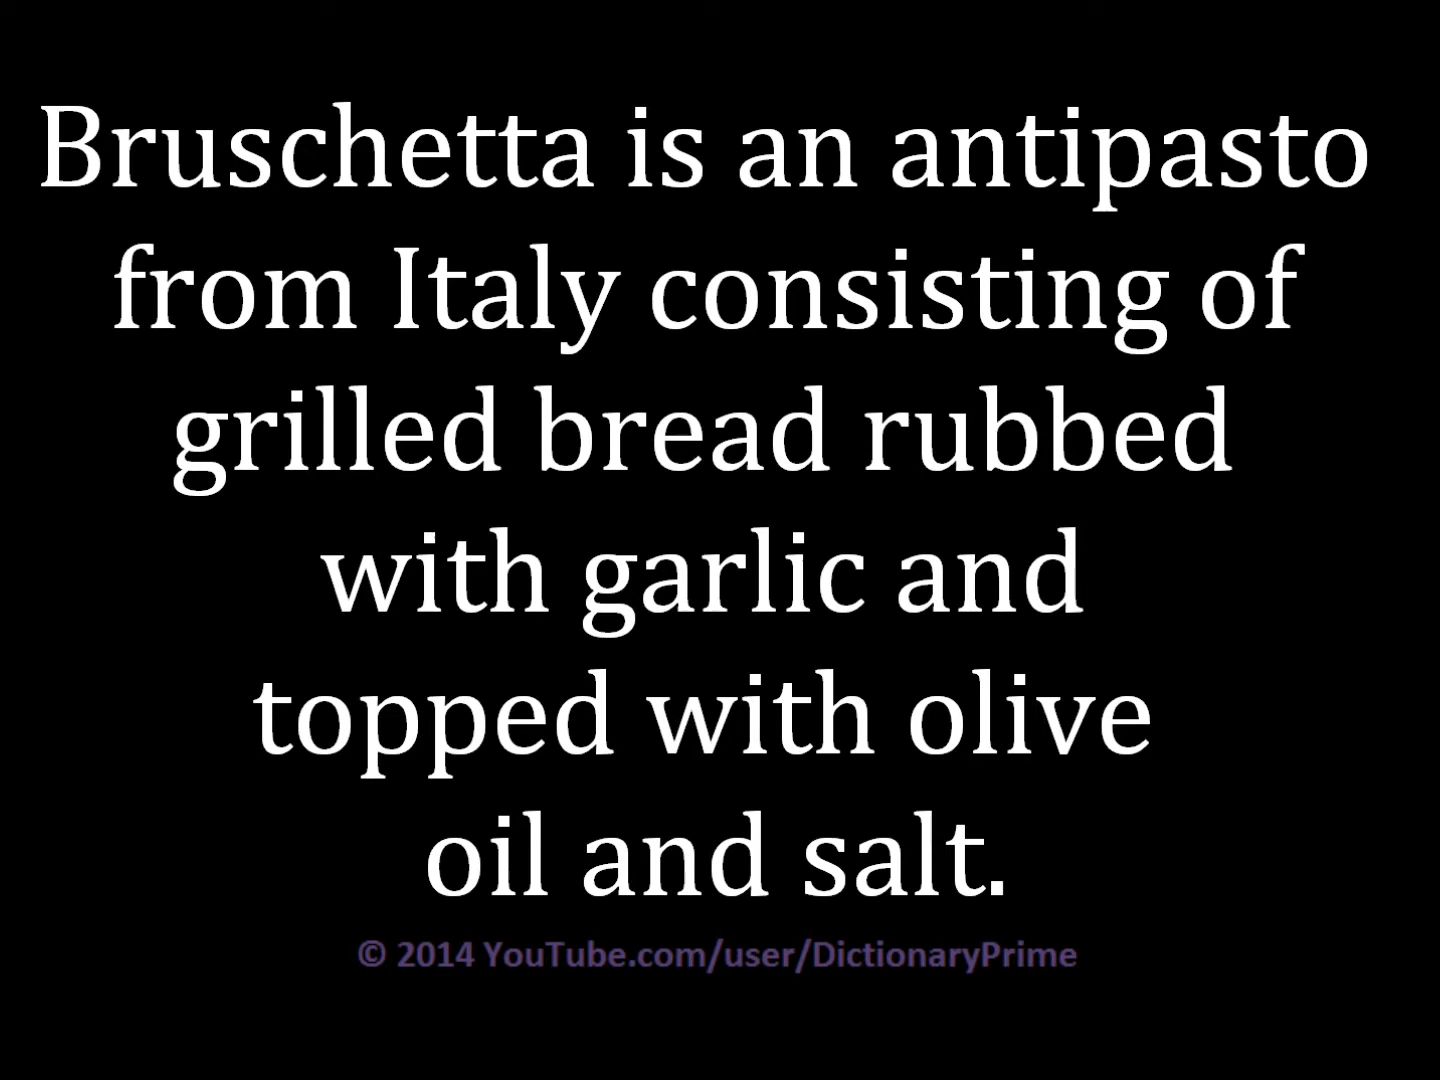 Bruschetta is an antipasto
from Italy consisting of
grilled bread rubbed
with garlic and
topped with olive
oil and salt.
© 2014 YouTube.com/user/DictionaryPrime